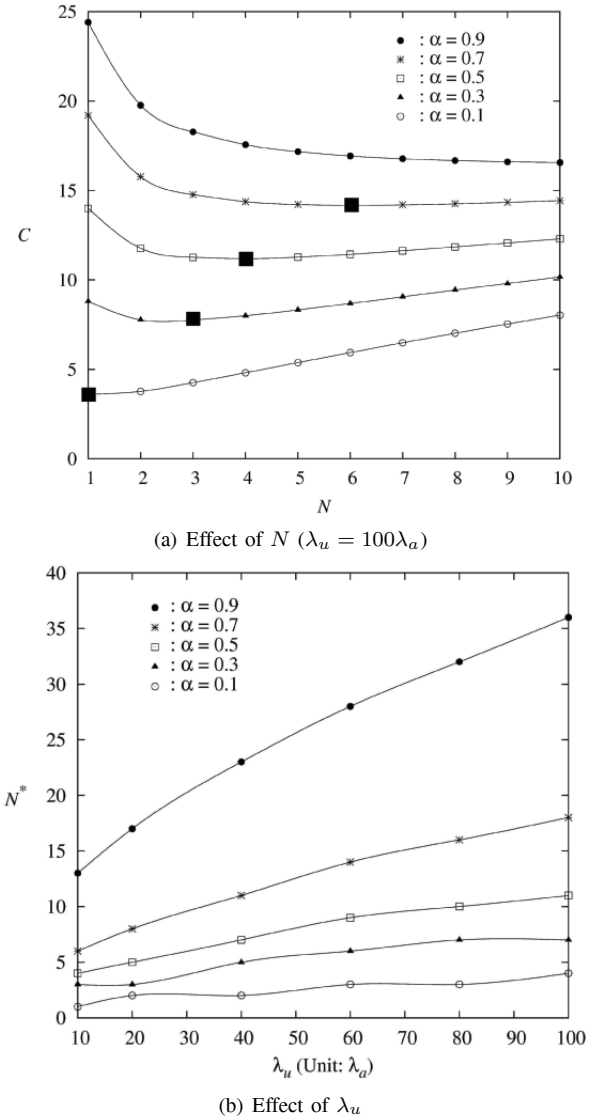 25
20
15
10
5
0
C
: α = 0.9
: α = 0.7
: α = 0.5
: α = 0.3
: α = 0.1
1 2 3 4 5 6 7 8 9 10
N
(a) Effect of N (λu = 100λa)
40
35
30
25
20
15
10
5
0
N*
: α = 0.9
: α = 0.7
: α = 0.5
: α = 0.3
: α = 0.1
10 20 30 40 50 60 70 80 90 100
λu (Unit: λa)
(b) Effect of λu